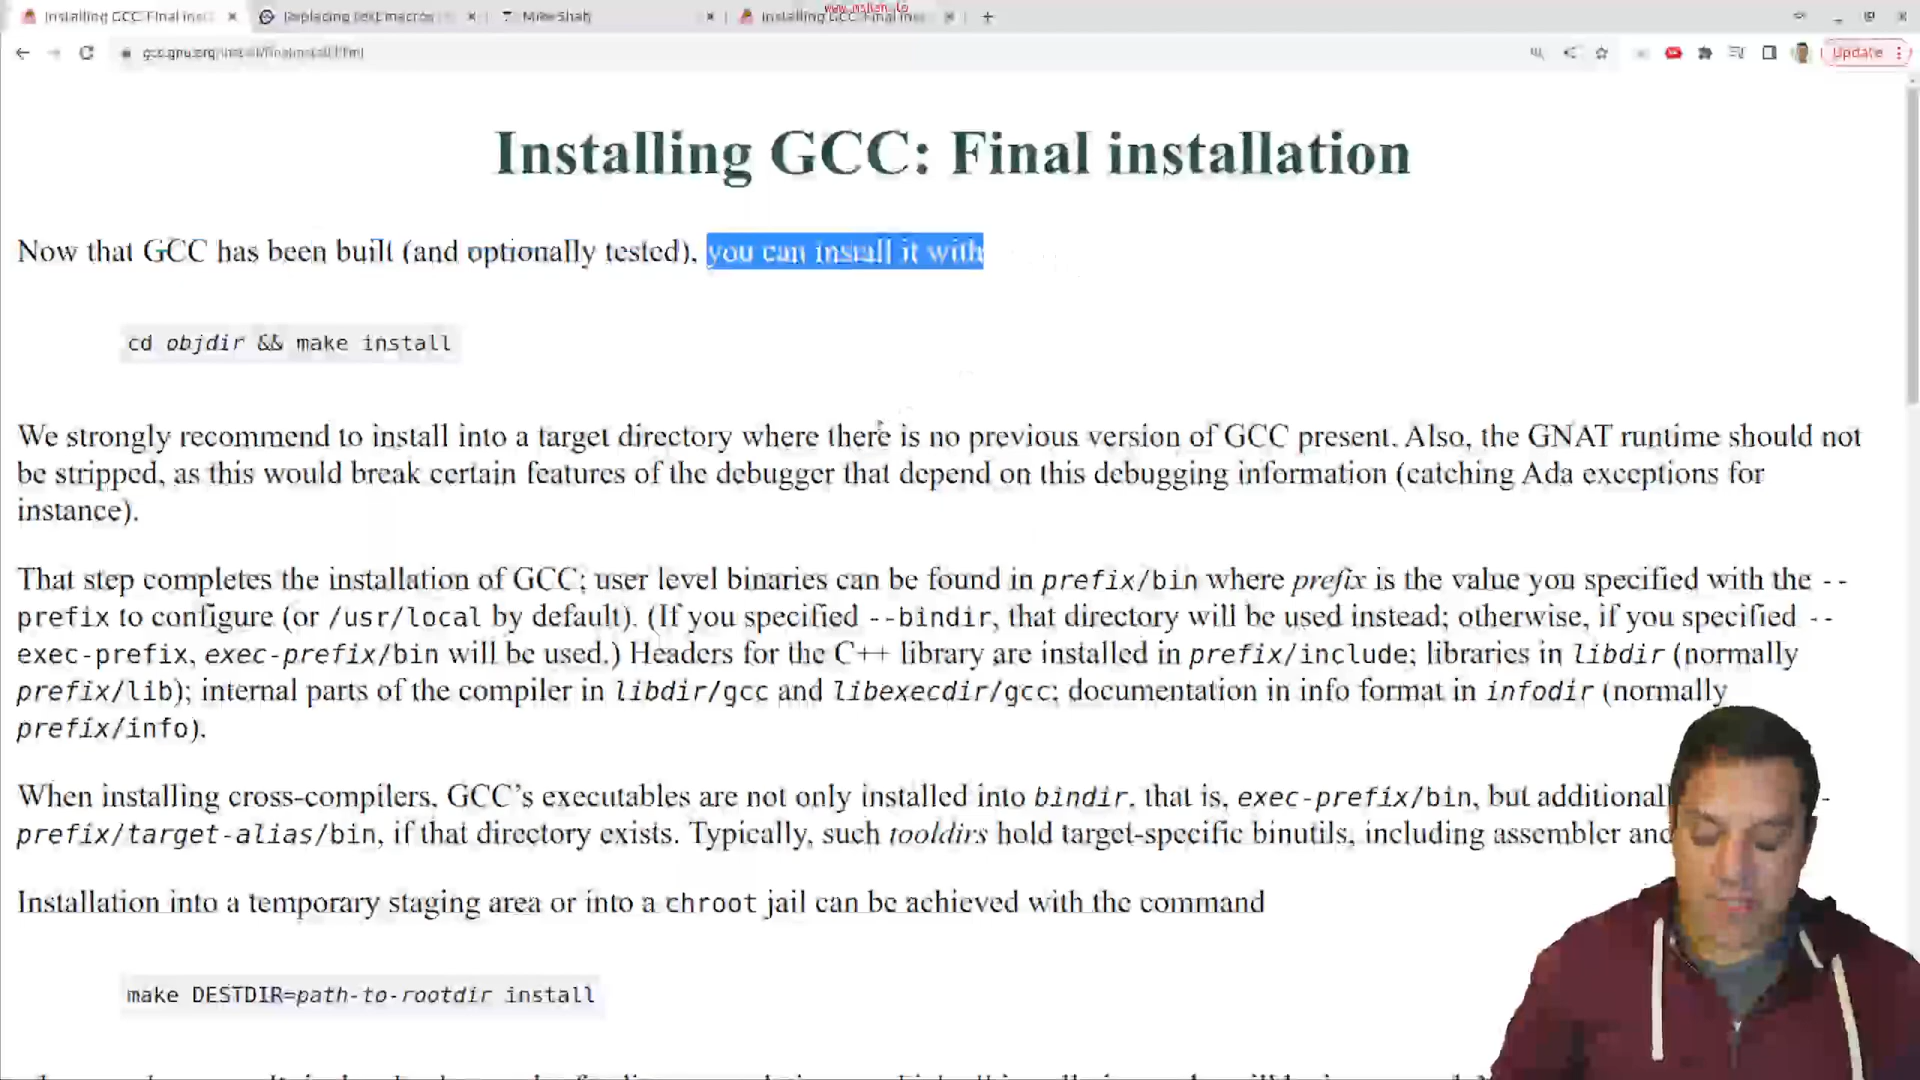 Installing GCC: Final inst
Replacing text macros
Mike Shah
Installing GCC: Final ins
gcc.gnu.org/install/finalinstall.html
Update
Installing GCC: Final installation
Now that GCC has been built (and optionally tested), you can install it with
cd objdir && make install
We strongly recommend to install into a target directory where there is no previous version of GCC present. Also, the GNAT runtime should not
be stripped, as this would break certain features of the debugger that depend on this debugging information (catching Ada exceptions for
instance).
That step completes the installation of GCC; user level binaries can be found in prefix/bin where prefix is the value you specified with the --
prefix to configure (or /usr/local by default). (If you specified --bindir, that directory will be used instead; otherwise, if you specified --
exec-prefix, exec-prefix/bin will be used.) Headers for the C++ library are installed in prefix/include; libraries in libdir (normally
prefix/lib); internal parts of the compiler in libdir/gcc and libexecdir/gcc; documentation in info format in infodir (normally
prefix/info).
When installing cross-compilers, GCC's executables are not only installed into bindir, that is, exec-prefix/bin, but additionall -
prefix/target-alias/bin, if that directory exists. Typically, such tooldirs hold target-specific binutils, including assembler and
Installation into a temporary staging area or into a chroot jail can be achieved with the command
make DESTDIR=path-to-rootdir install